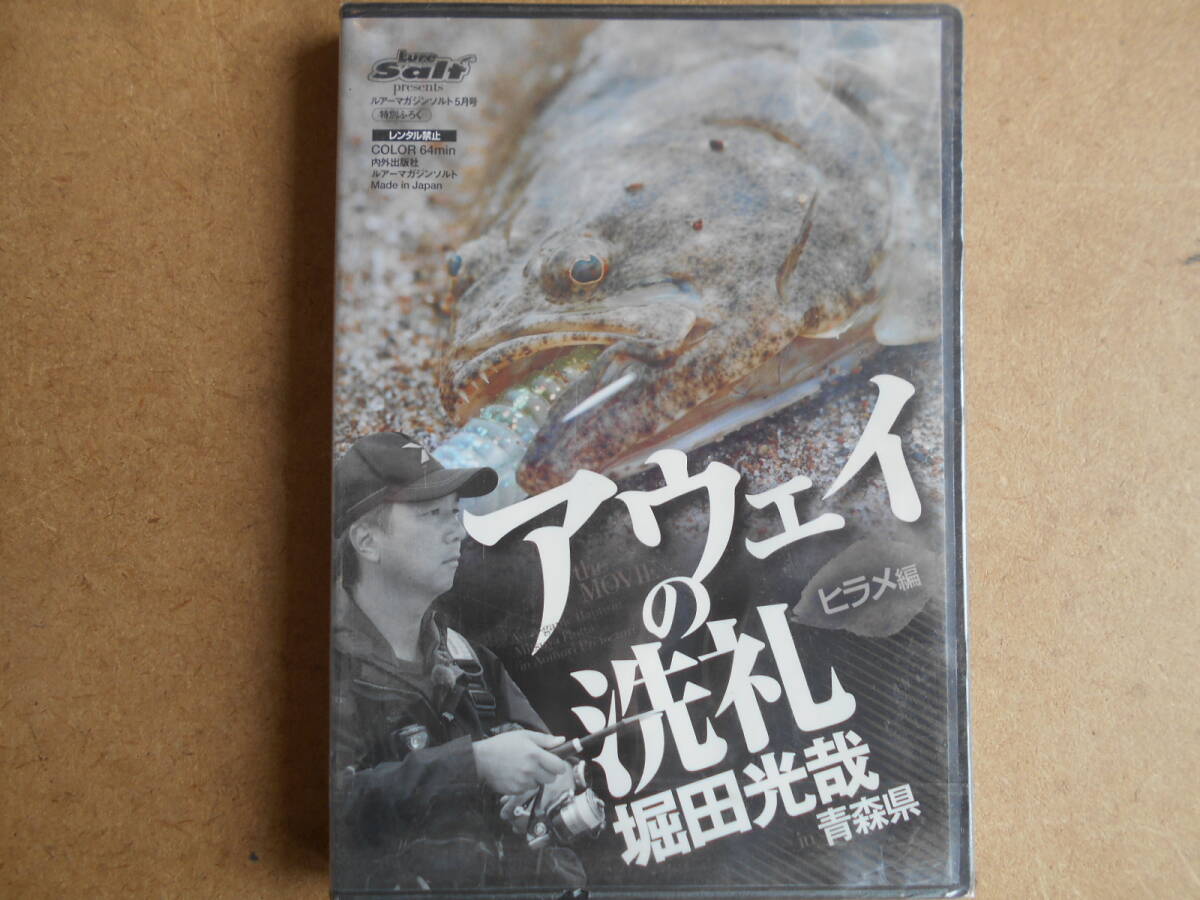 Lure
Salt
presents
ルアーマガジンソルト5月号
特別ふろく
レンタル禁止
COLOR 64min
内外出版社
ルアーマガジンソルト
Made in Japan
アウェイ
の
洗礼
ヒラメ編
the
MOVIE
in Aomori Prefecture
堀田光哉
in 青森県